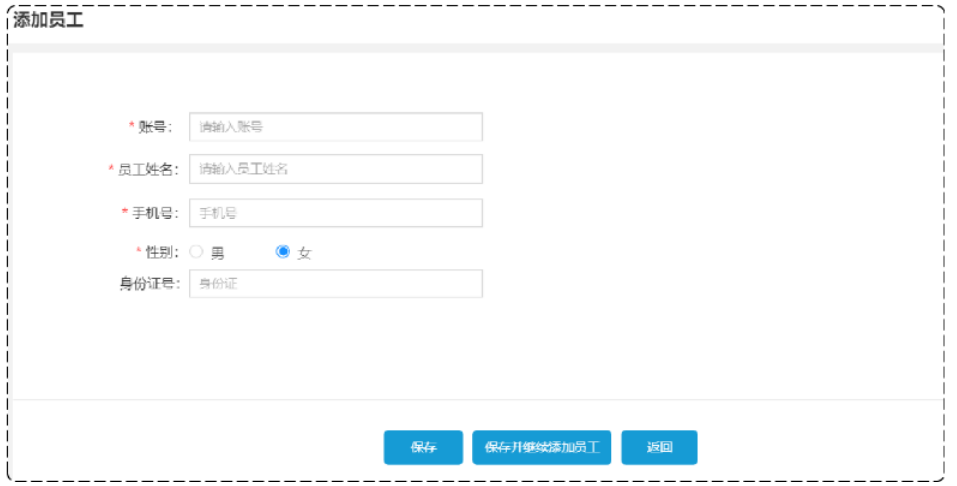 添加员工
* 账号： 请输入账号
* 员工姓名： 请输入员工姓名
* 手机号： 手机号
* 性别： 男 女
身份证号： 身份证
保存 保存并继续添加员工 返回